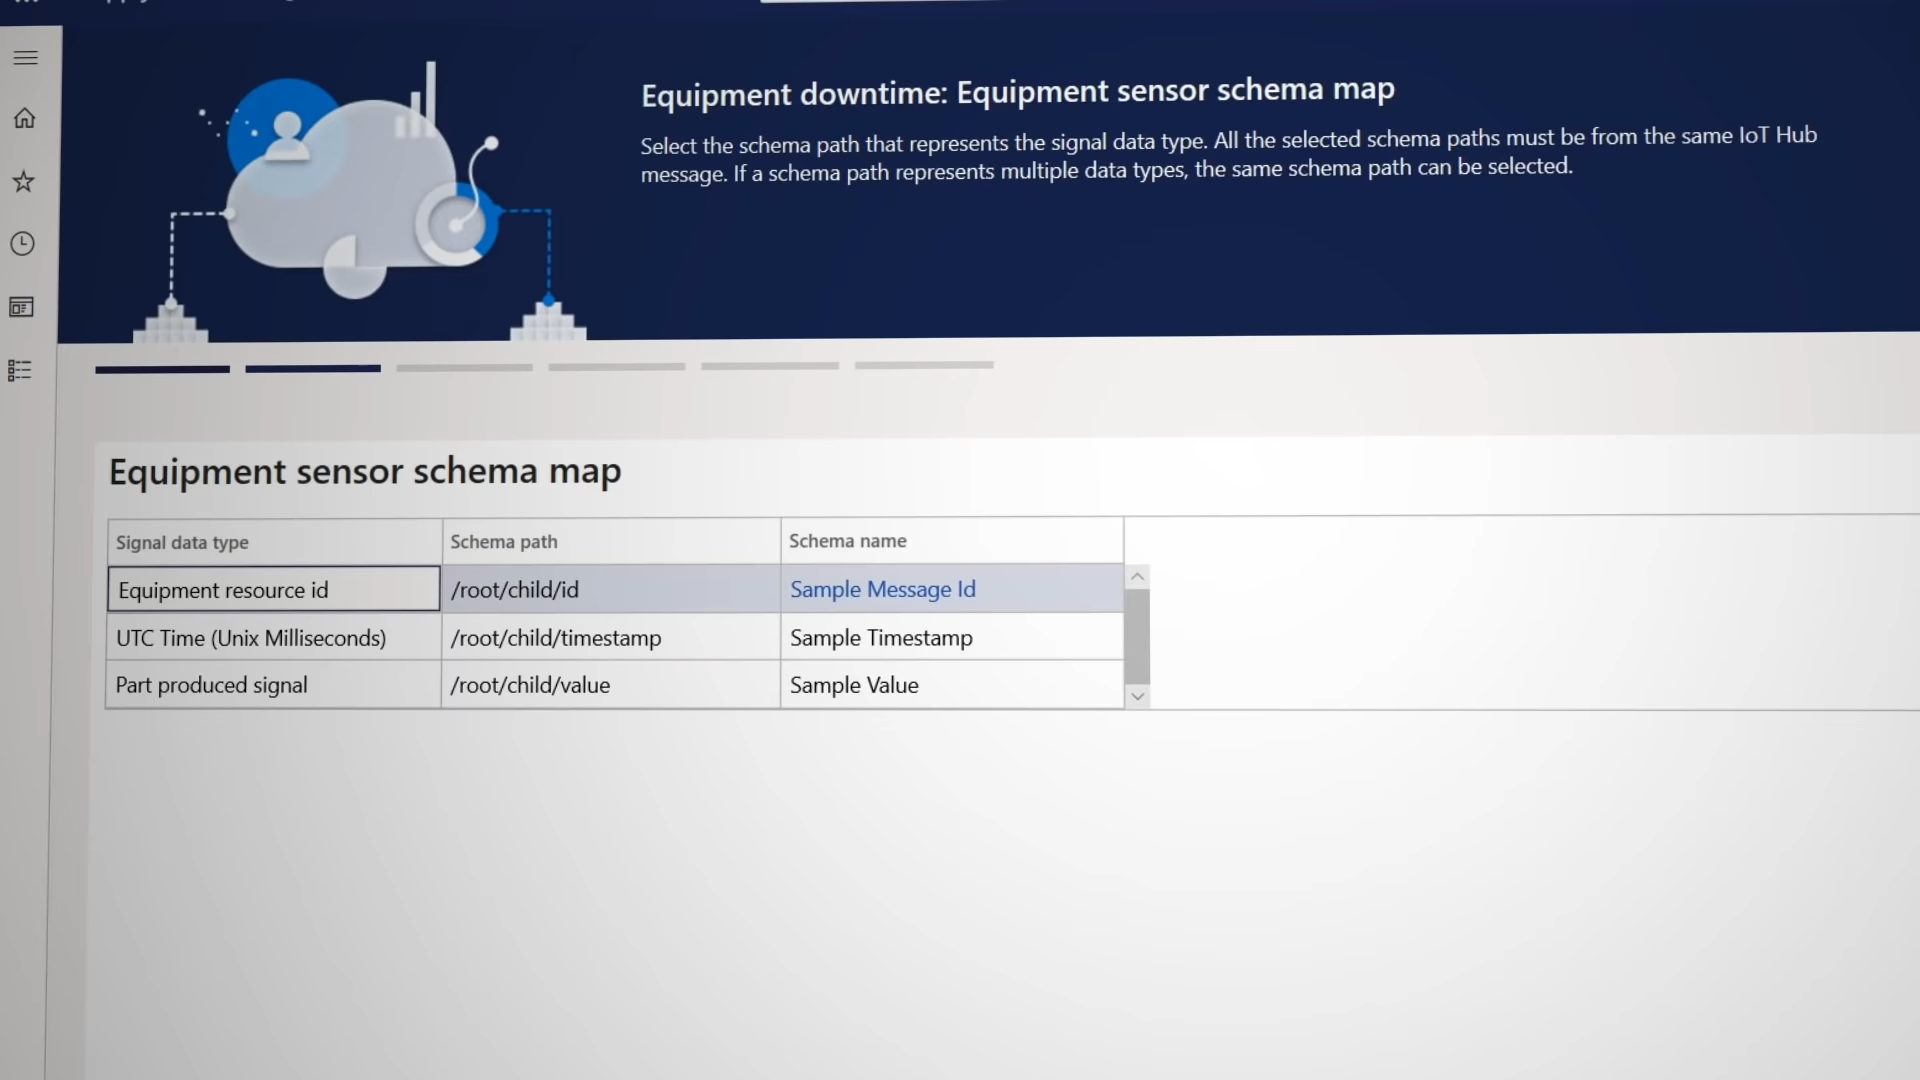 Equipment downtime: Equipment sensor schema map
Select the schema path that represents the signal data type. All the selected schema paths must be from the same IoT Hub
message. If a schema path represents multiple data types, the same schema path can be selected.
Equipment sensor schema map
Signal data type Schema path Schema name
Equipment resource id /root/child/id Sample Message Id
UTC Time (Unix Milliseconds) /root/child/timestamp Sample Timestamp
Part produced signal /root/child/value Sample Value